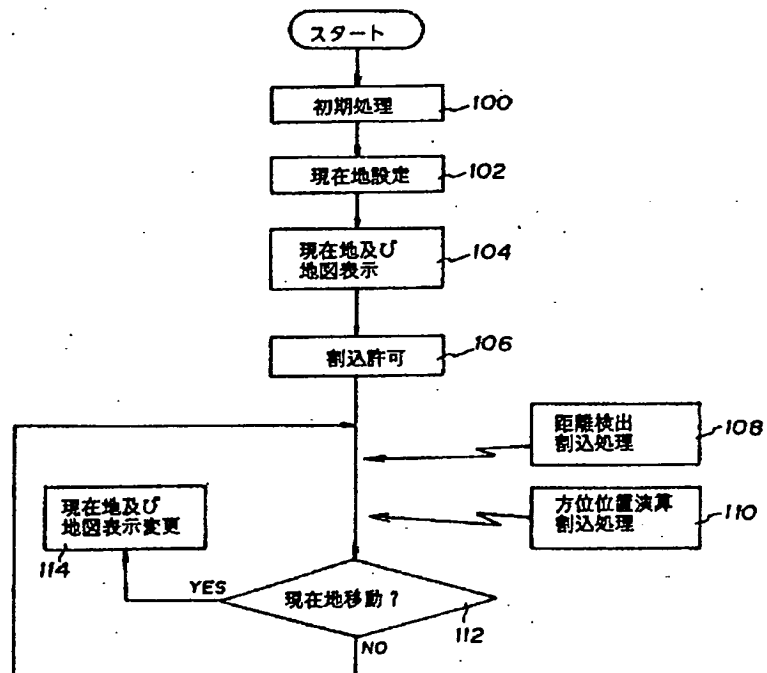 スタート
初期処理
100
現在地設定
102
現在地及び
地図表示
104
割込許可
106
距離検出
割込処理
108
方位位置演算
割込処理
110
現在地及び
地図表示変更
114
YES
現在地移動？
112
NO